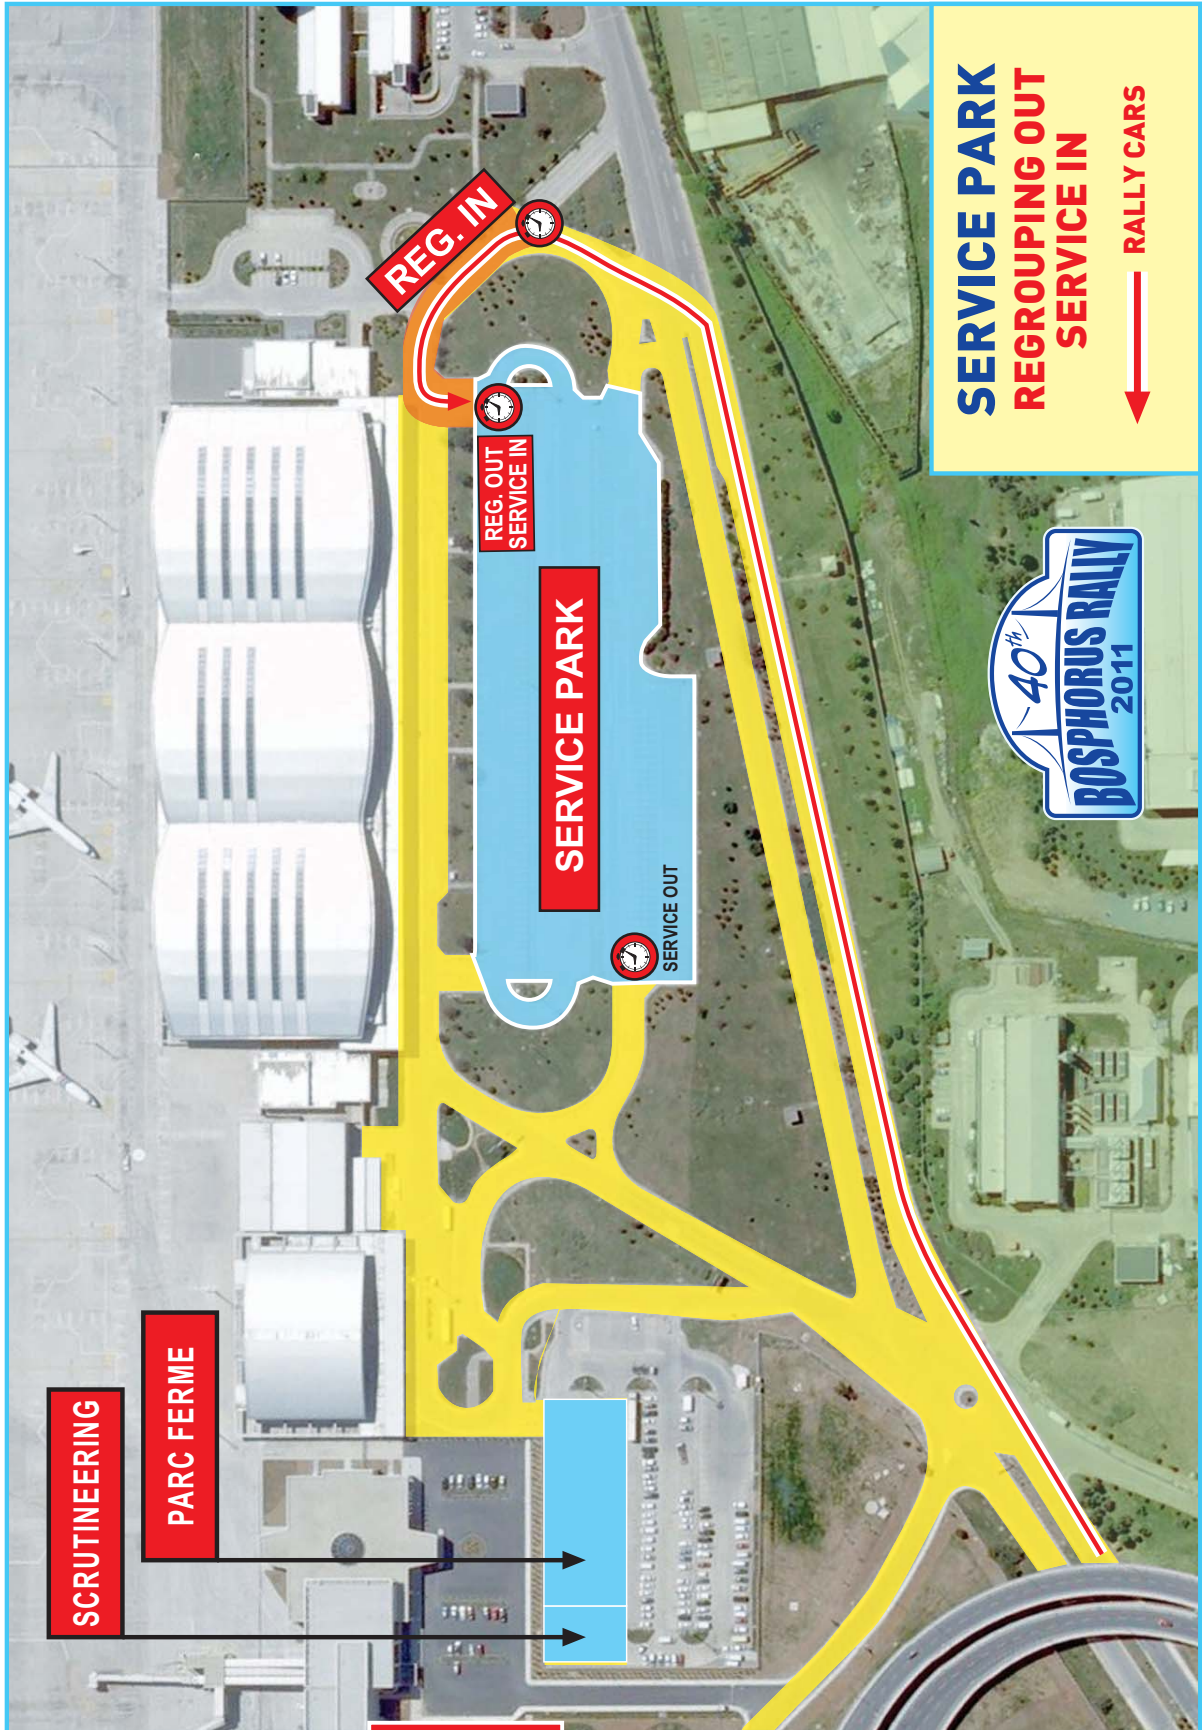 SERVICE PARK
REGROUPING OUT
SERVICE IN
RALLY CARS
REG. IN
REG. OUT
SERVICE IN
SERVICE PARK
SERVICE OUT
PARC FERME
SCRUTINEERING
40th
BOSPHORUS RALLY
2011